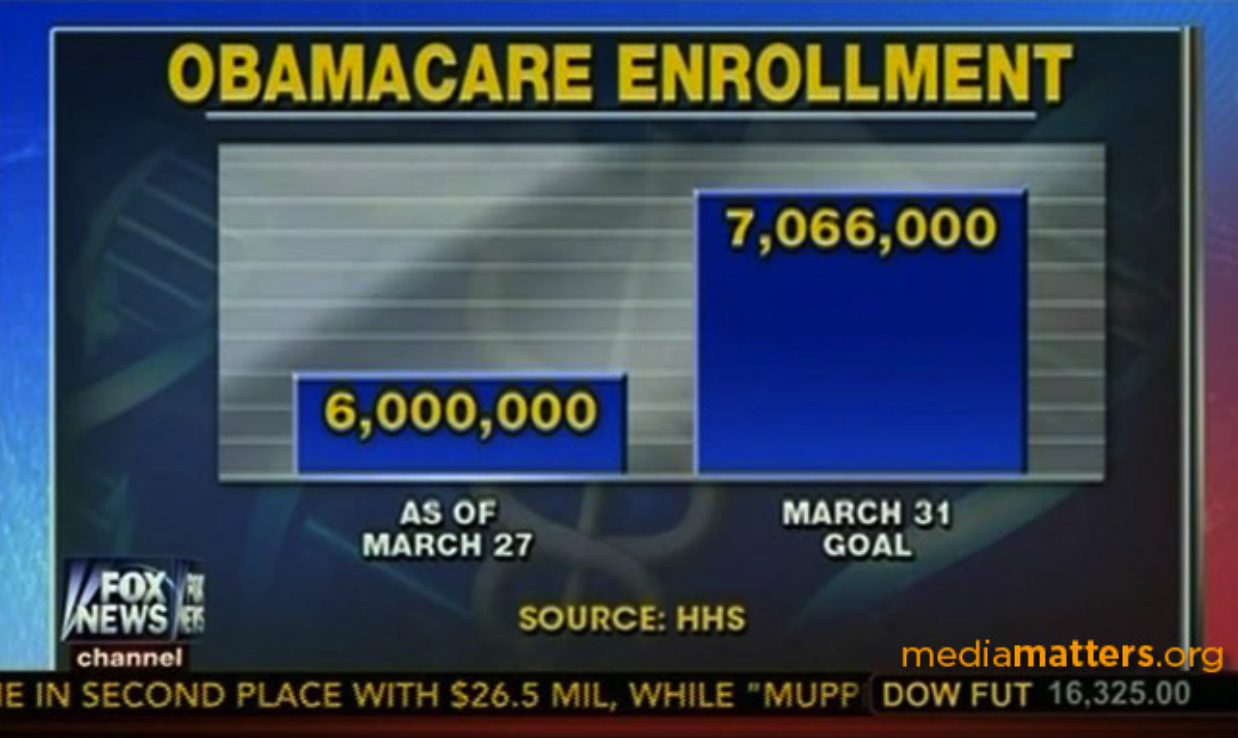 OBAMACARE ENROLLMENT
7,066,000
6,000,000
AS OF
MARCH 27
MARCH 31
GOAL
SOURCE: HHS
FOX
NEWS
channel
mediamatters.org
IN SECOND PLACE WITH $26.5 MIL, WHILE "MUPP
DOW FUT 16,325.00